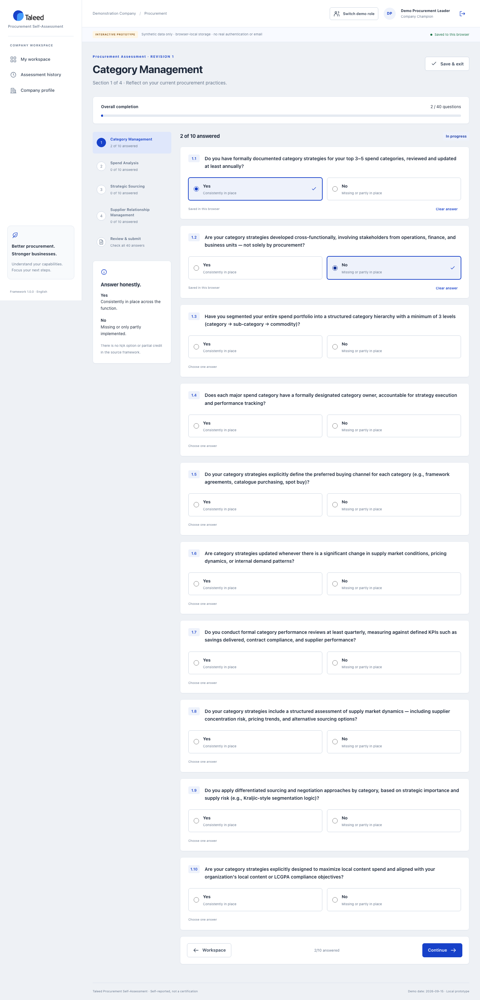 Taleed
Procurement Self-Assessment
COMPANY WORKSPACE
My workspace
Assessment history
Company profile
Better procurement.
Stronger businesses.
Understand your capabilities.
Focus your next steps.
Framework 1.0.0 · English
Demonstration Company / Procurement
Switch demo role
DP
Demo Procurement Leader
Company Champion
INTERACTIVE PROTOTYPE
Synthetic data only · browser-local storage · no real authentication or email
Saved to this browser
Procurement Assessment · REVISION 1
Category Management
Section 1 of 4 · Reflect on your current procurement practices.
Save & exit
Overall completion
2 / 40 questions
1
Category Management
2 of 10 answered
2
Spend Analysis
0 of 10 answered
3
Strategic Sourcing
0 of 10 answered
4
Supplier Relationship
Management
0 of 10 answered
Review & submit
Check all 40 answers
Answer honestly.
Yes
Consistently in place across the
function.
No
Missing or only partly
implemented.
There is no N/A option or partial credit
in the source framework.
2 of 10 answered
In progress
1.1
Do you have formally documented category strategies for your top 3–5 spend categories, reviewed and updated
at least annually?
Yes
Consistently in place
No
Missing or partly in place
Saved in this browser
Clear answer
1.2
Are your category strategies developed cross-functionally, involving stakeholders from operations, finance, and
business units — not solely by procurement?
Yes
Consistently in place
No
Missing or partly in place
Saved in this browser
Clear answer
1.3
Have you segmented your entire spend portfolio into a structured category hierarchy with a minimum of 3 levels
(category → sub-category → commodity)?
Yes
Consistently in place
No
Missing or partly in place
Choose one answer
1.4
Does each major spend category have a formally designated category owner, accountable for strategy execution
and performance tracking?
Yes
Consistently in place
No
Missing or partly in place
Choose one answer
1.5
Do your category strategies explicitly define the preferred buying channel for each category (e.g., framework
agreements, catalogue purchasing, spot buy)?
Yes
Consistently in place
No
Missing or partly in place
Choose one answer
1.6
Are category strategies updated whenever there is a significant change in supply market conditions, pricing
dynamics, or internal demand patterns?
Yes
Consistently in place
No
Missing or partly in place
Choose one answer
1.7
Do you conduct formal category performance reviews at least quarterly, measuring against defined KPIs such as
savings delivered, contract compliance, and supplier performance?
Yes
Consistently in place
No
Missing or partly in place
Choose one answer
1.8
Do your category strategies include a structured assessment of supply market dynamics — including supplier
concentration risk, pricing trends, and alternative sourcing options?
Yes
Consistently in place
No
Missing or partly in place
Choose one answer
1.9
Do you apply differentiated sourcing and negotiation approaches by category, based on strategic importance and
supply risk (e.g., Kraljic-style segmentation logic)?
Yes
Consistently in place
No
Missing or partly in place
Choose one answer
1.10
Are your category strategies explicitly designed to maximize local content spend and aligned with your
organization's local content or LCGPA compliance objectives?
Yes
Consistently in place
No
Missing or partly in place
Choose one answer
Workspace
2/10 answered
Continue
Taleed Procurement Self-Assessment · Self-reported, not a certification
Demo date: 2026-09-15 · Local prototype